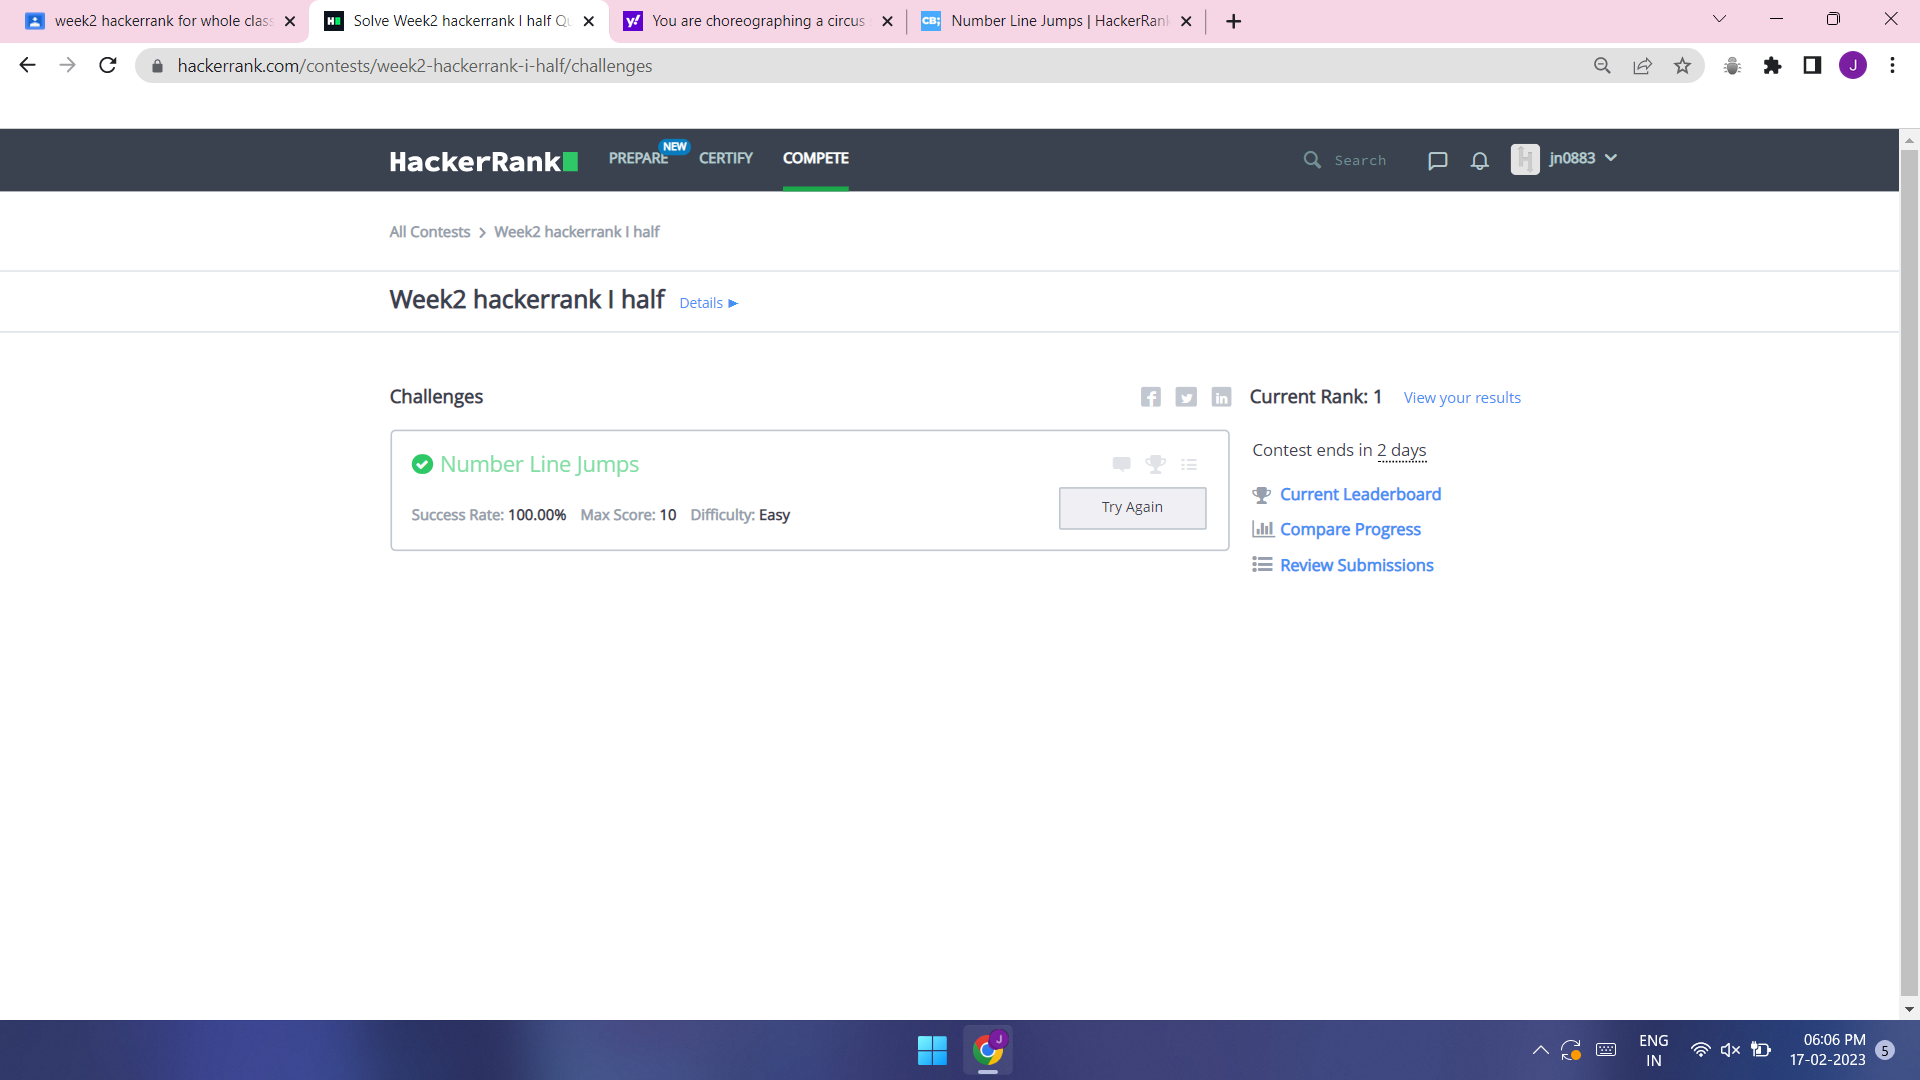 week2 hackerrank for whole class
Solve Week2 hackerrank I half Qu
You are choreographing a circus s
Number Line Jumps | HackerRank
hackerrank.com/contests/week2-hackerrank-i-half/challenges
J
HackerRank
PREPARE
NEW
CERTIFY
COMPETE
Search
jn0883
All Contests > Week2 hackerrank I half
Week2 hackerrank I half
Details ▶
Challenges
Current Rank: 1
View your results
Number Line Jumps
Success Rate: 100.00% Max Score: 10 Difficulty: Easy
Try Again
Contest ends in 2 days
Current Leaderboard
Compare Progress
Review Submissions
ENG
IN
06:06 PM
17-02-2023
5